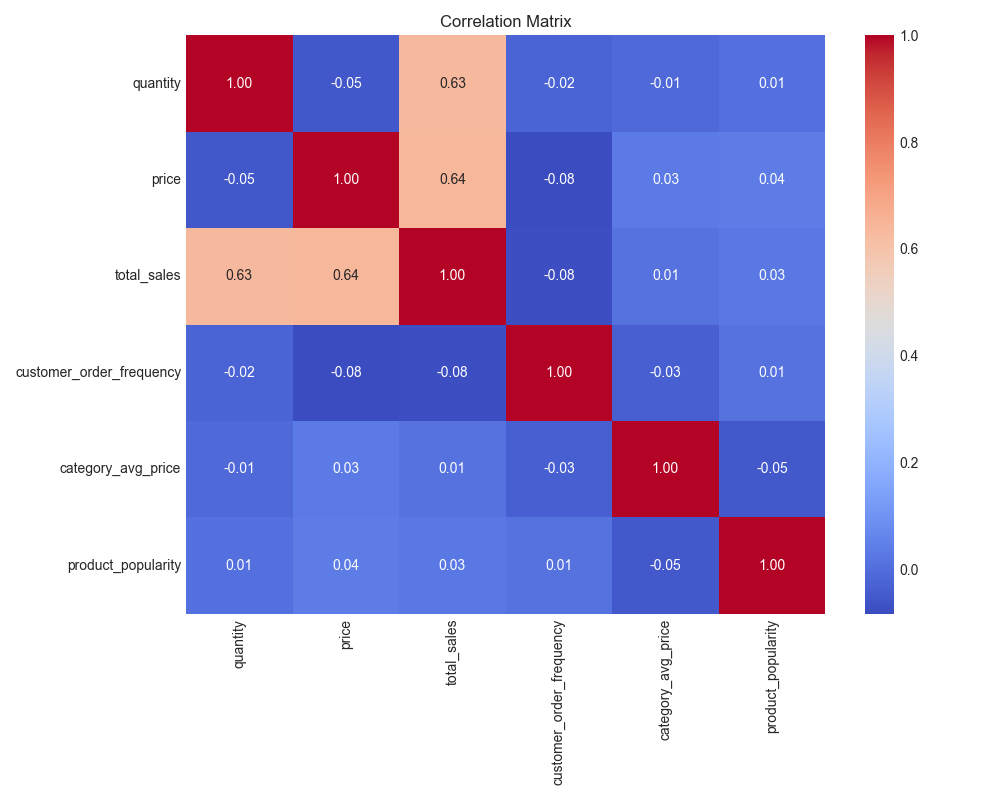 Correlation Matrix
quantity 1.00 -0.05 0.63 -0.02 -0.01 0.01
price -0.05 1.00 0.64 -0.08 0.03 0.04
total_sales 0.63 0.64 1.00 -0.08 0.01 0.03
customer_order_frequency -0.02 -0.08 -0.08 1.00 -0.03 0.01
category_avg_price -0.01 0.03 0.01 -0.03 1.00 -0.05
product_popularity 0.01 0.04 0.03 0.01 -0.05 1.00
quantity
price
total_sales
customer_order_frequency
category_avg_price
product_popularity
1.0
0.8
0.6
0.4
0.2
0.0